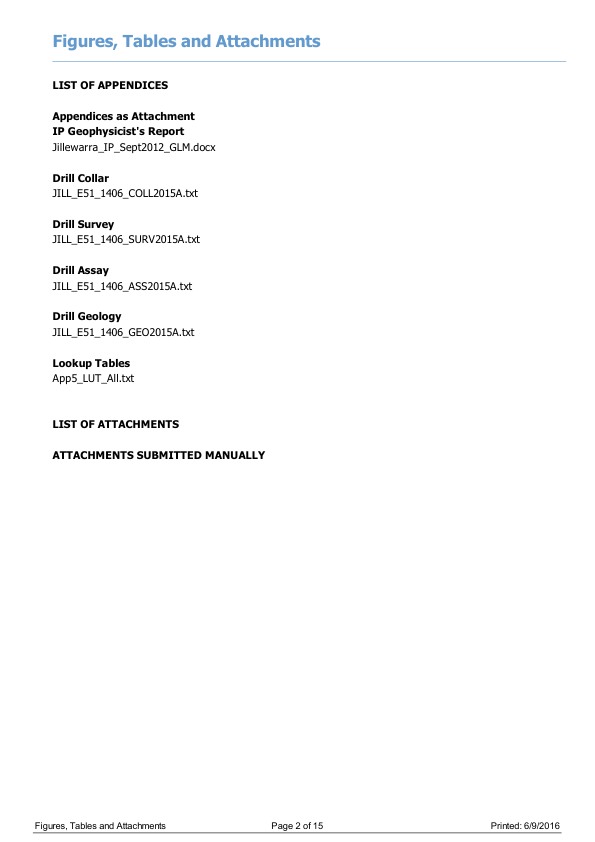 Figures, Tables and Attachments
LIST OF APPENDICES
Appendices as Attachment
IP Geophysicist's Report
Jillewarra_IP_Sept2012_GLM.docx
Drill Collar
JILL_E51_1406_COLL2015A.txt
Drill Survey
JILL_E51_1406_SURV2015A.txt
Drill Assay
JILL_E51_1406_ASS2015A.txt
Drill Geology
JILL_E51_1406_GEO2015A.txt
Lookup Tables
App5_LUT_All.txt
LIST OF ATTACHMENTS
ATTACHMENTS SUBMITTED MANUALLY
Figures, Tables and Attachments Page 2 of 15 Printed: 6/9/2016